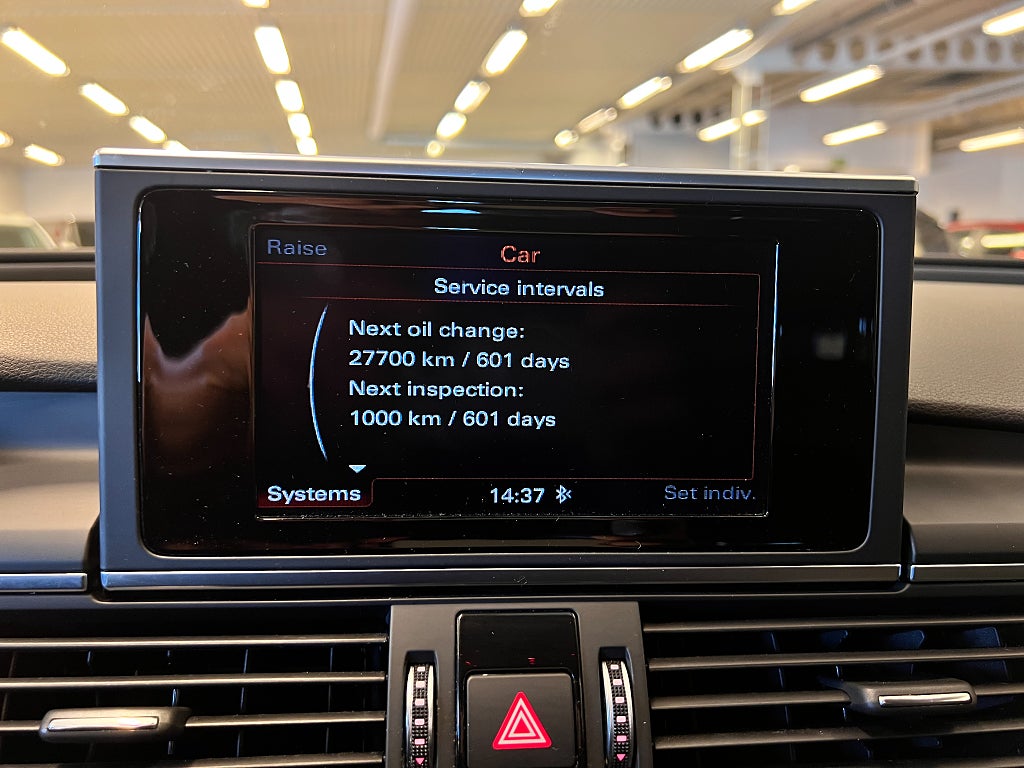 Raise
Car
Service intervals
Next oil change:
27700 km / 601 days
Next inspection:
1000 km / 601 days
Systems
14:37
Set indiv.